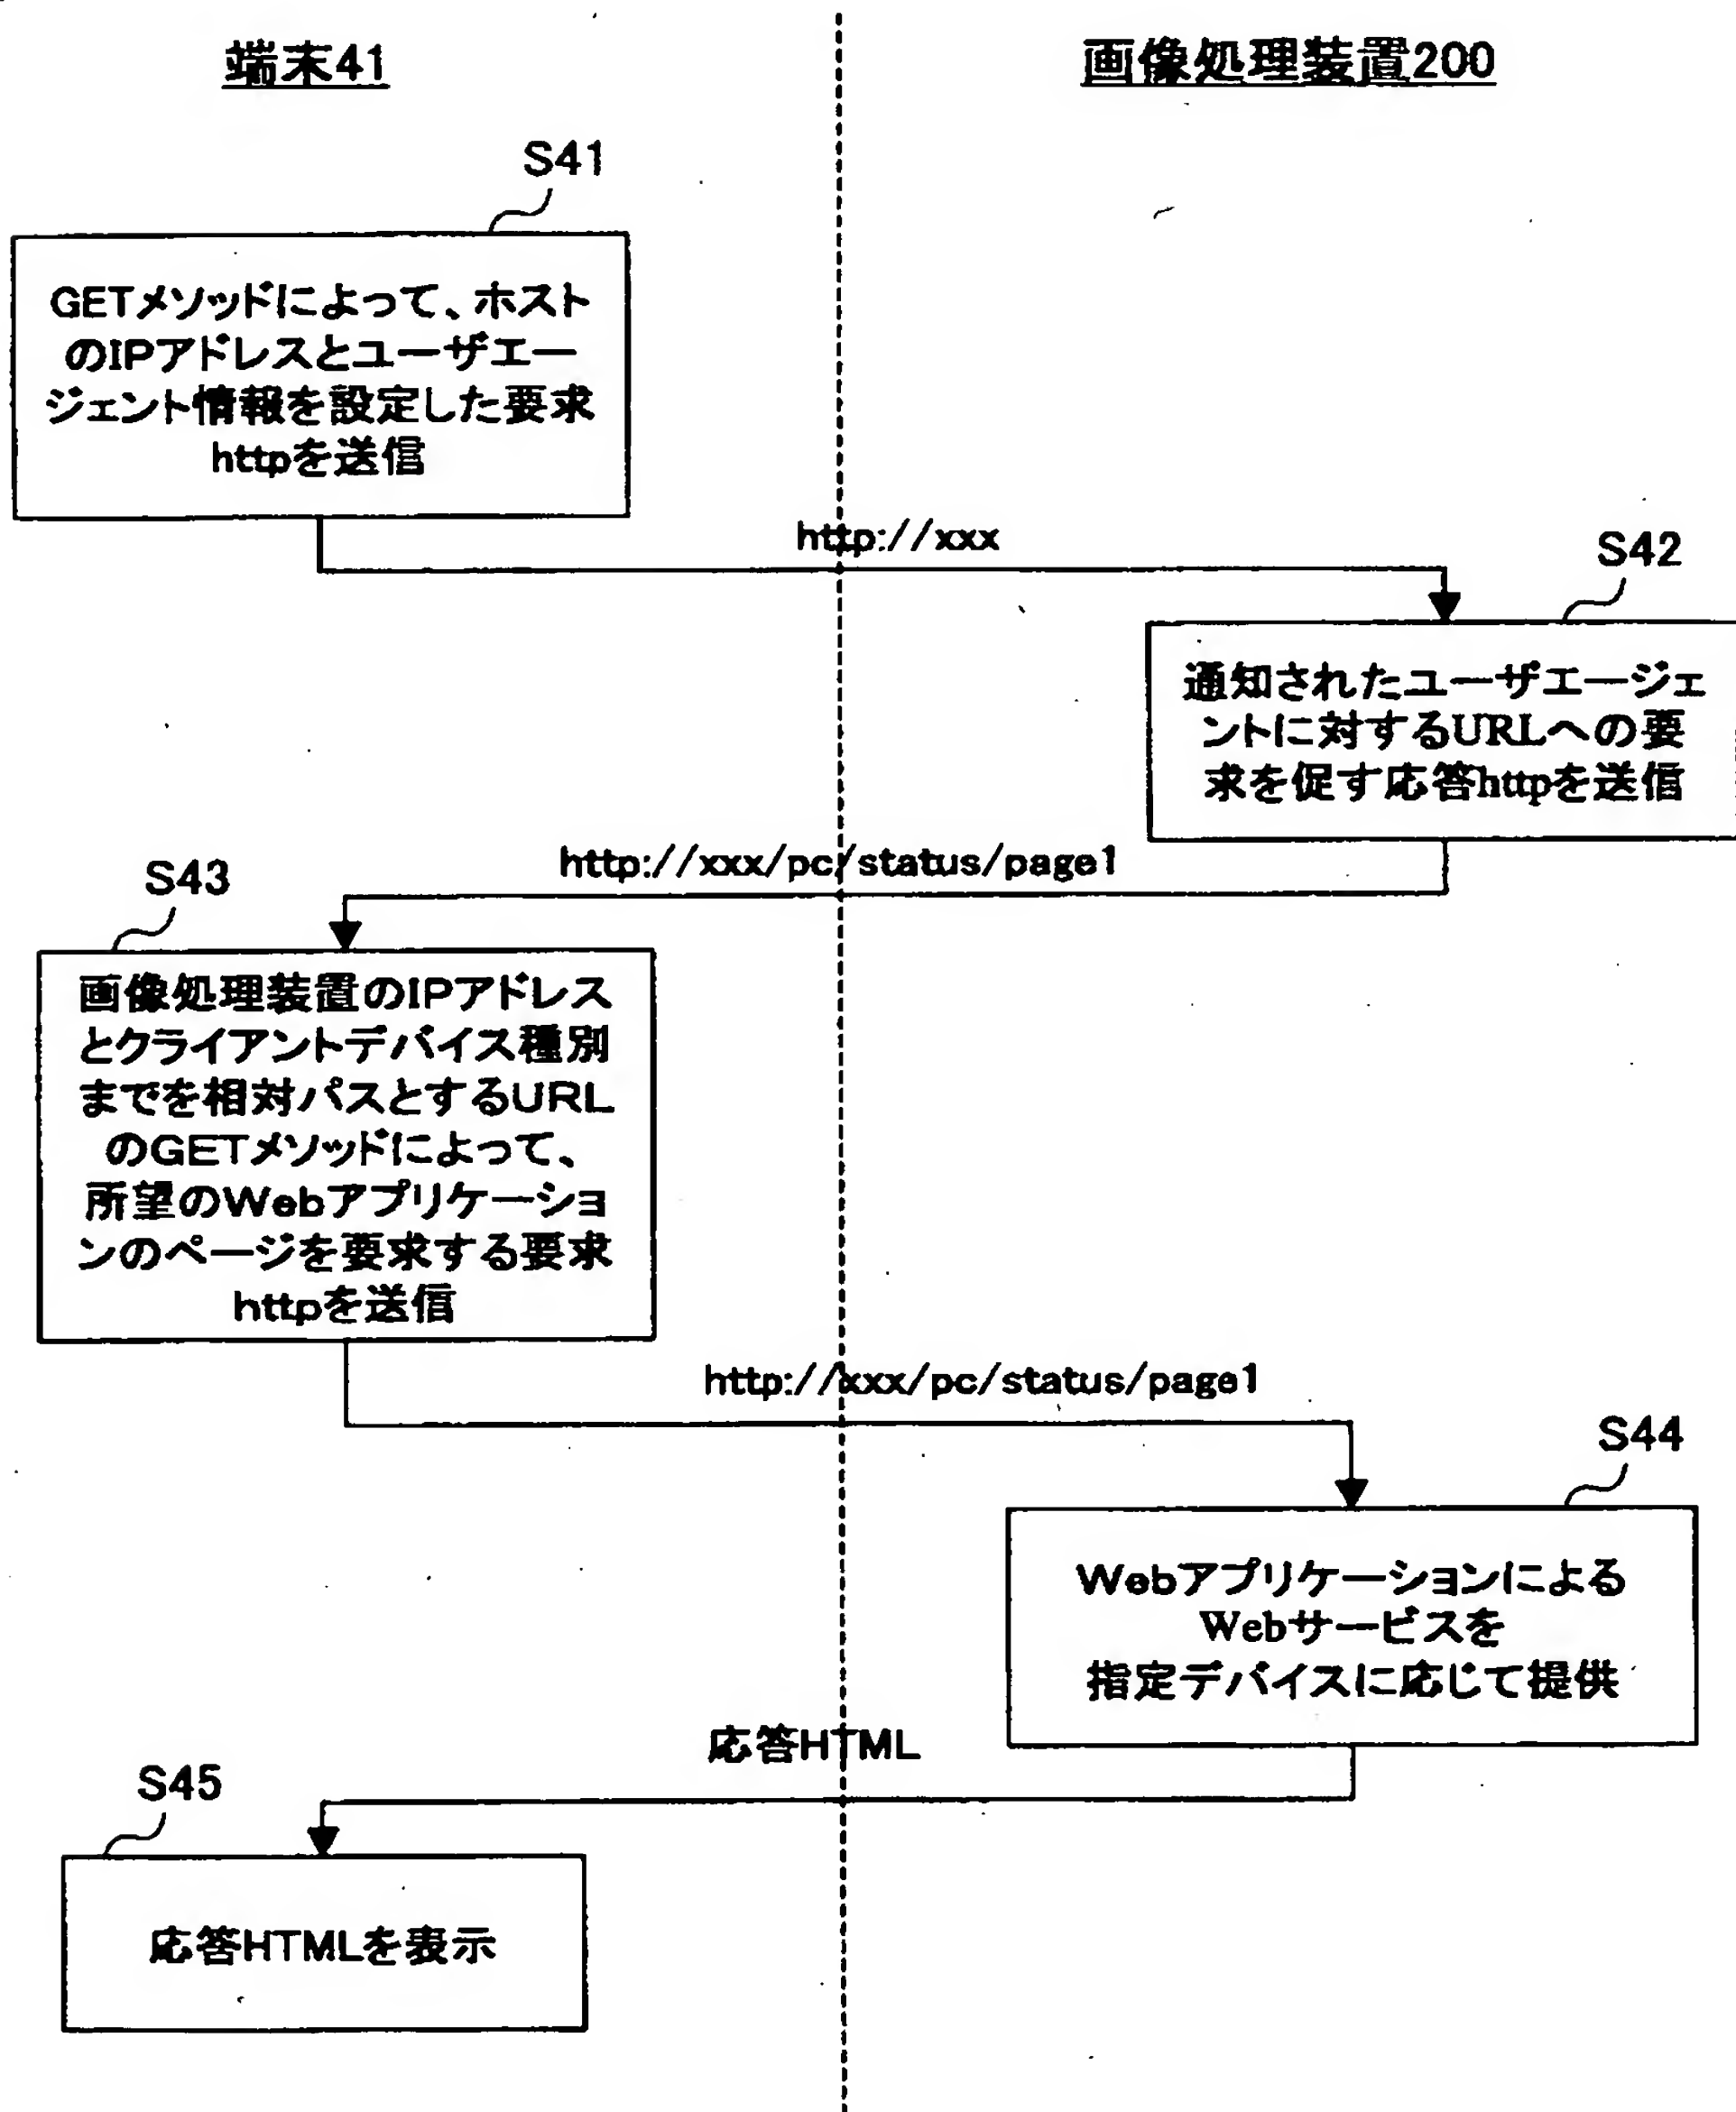 端末41
画像処理装置200
S41
GETメソッドによって、ホスト
のIPアドレスとユーザエー
ジェント情報を設定した要求
httpを送信
http://xxx
S42
通知されたユーザエージェ
ントに対するURLへの要
求を促す応答httpを送信
http://xxx/pc/status/page1
S43
画像処理装置のIPアドレス
とクライアントデバイス種別
までを相対パスとするURL
のGETメソッドによって、
所望のWebアプリケーショ
ンのページを要求する要求
httpを送信
http://xxx/pc/status/page1
S44
Webアプリケーションによる
Webサービスを
指定デバイスに応じて提供
応答HTML
S45
応答HTMLを表示